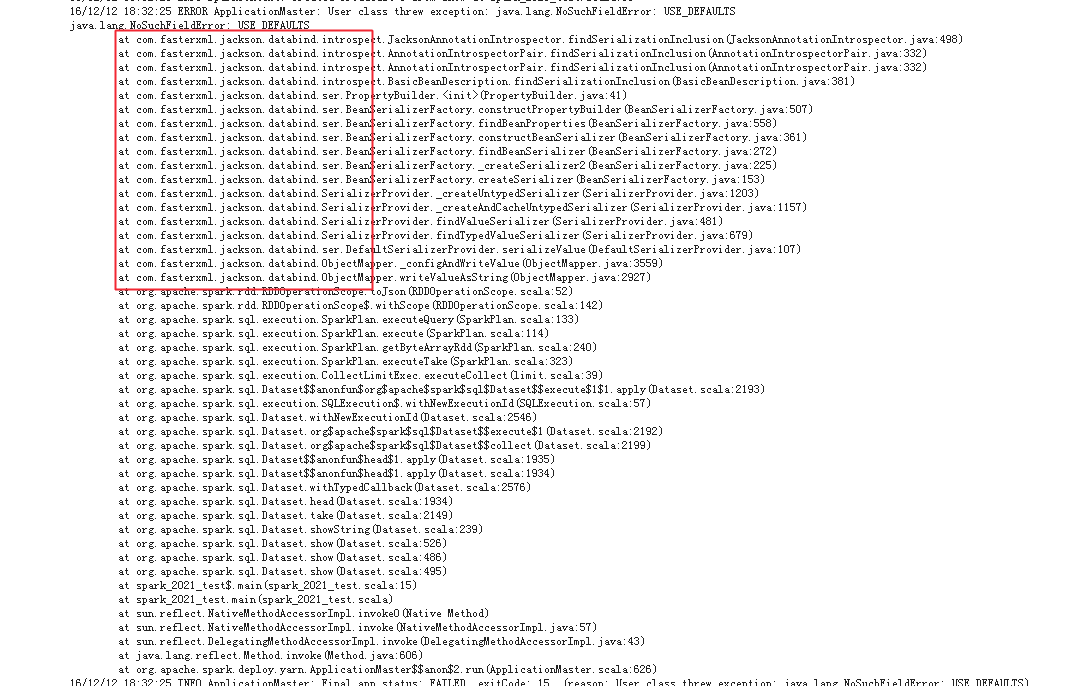 16/12/12 18:32:25 ERROR ApplicationMaster: User class threw exception: java.lang.NoSuchFieldError: USE_DEFAULTS
java.lang.NoSuchFieldError: USE_DEFAULTS
at com.fasterxml.jackson.databind.introspect.JacksonAnnotationIntrospector.findSerializationInclusion(JacksonAnnotationIntrospector.java:498)
at com.fasterxml.jackson.databind.introspect.AnnotationIntrospectorPair.findSerializationInclusion(AnnotationIntrospectorPair.java:332)
at com.fasterxml.jackson.databind.introspect.AnnotationIntrospectorPair.findSerializationInclusion(AnnotationIntrospectorPair.java:332)
at com.fasterxml.jackson.databind.introspect.BasicBeanDescription.findSerializationInclusion(BasicBeanDescription.java:381)
at com.fasterxml.jackson.databind.ser.PropertyBuilder.<init>(PropertyBuilder.java:41)
at com.fasterxml.jackson.databind.ser.BeanSerializerFactory.constructPropertyBuilder(BeanSerializerFactory.java:507)
at com.fasterxml.jackson.databind.ser.BeanSerializerFactory.findBeanProperties(BeanSerializerFactory.java:558)
at com.fasterxml.jackson.databind.ser.BeanSerializerFactory.constructBeanSerializer(BeanSerializerFactory.java:361)
at com.fasterxml.jackson.databind.ser.BeanSerializerFactory.findBeanSerializer(BeanSerializerFactory.java:272)
at com.fasterxml.jackson.databind.ser.BeanSerializerFactory._createSerializer2(BeanSerializerFactory.java:225)
at com.fasterxml.jackson.databind.ser.BeanSerializerFactory.createSerializer(BeanSerializerFactory.java:153)
at com.fasterxml.jackson.databind.SerializerProvider._createUntypedSerializer(SerializerProvider.java:1203)
at com.fasterxml.jackson.databind.SerializerProvider._createAndCacheUntypedSerializer(SerializerProvider.java:1157)
at com.fasterxml.jackson.databind.SerializerProvider.findValueSerializer(SerializerProvider.java:481)
at com.fasterxml.jackson.databind.SerializerProvider.findTypedValueSerializer(SerializerProvider.java:679)
at com.fasterxml.jackson.databind.ser.DefaultSerializerProvider.serializeValue(DefaultSerializerProvider.java:107)
at com.fasterxml.jackson.databind.ObjectMapper._configAndWriteValue(ObjectMapper.java:3559)
at com.fasterxml.jackson.databind.ObjectMapper.writeValueAsString(ObjectMapper.java:2927)
at org.apache.spark.rdd.RDDOperationScope.toJson(RDDOperationScope.scala:52)
at org.apache.spark.rdd.RDDOperationScope$.withScope(RDDOperationScope.scala:142)
at org.apache.spark.sql.execution.SparkPlan.executeQuery(SparkPlan.scala:133)
at org.apache.spark.sql.execution.SparkPlan.execute(SparkPlan.scala:114)
at org.apache.spark.sql.execution.SparkPlan.getByteArrayRdd(SparkPlan.scala:240)
at org.apache.spark.sql.execution.SparkPlan.executeTake(SparkPlan.scala:323)
at org.apache.spark.sql.execution.CollectLimitExec.executeCollect(limit.scala:39)
at org.apache.spark.sql.Dataset$$anonfun$org$apache$spark$sql$Dataset$$execute$1$1.apply(Dataset.scala:2193)
at org.apache.spark.sql.execution.SQLExecution$.withNewExecutionId(SQLExecution.scala:57)
at org.apache.spark.sql.Dataset.withNewExecutionId(Dataset.scala:2546)
at org.apache.spark.sql.Dataset.org$apache$spark$sql$Dataset$$execute$1(Dataset.scala:2192)
at org.apache.spark.sql.Dataset.org$apache$spark$sql$Dataset$$collect(Dataset.scala:2199)
at org.apache.spark.sql.Dataset$$anonfun$head$1.apply(Dataset.scala:1935)
at org.apache.spark.sql.Dataset$$anonfun$head$1.apply(Dataset.scala:1934)
at org.apache.spark.sql.Dataset.withTypedCallback(Dataset.scala:2576)
at org.apache.spark.sql.Dataset.head(Dataset.scala:1934)
at org.apache.spark.sql.Dataset.take(Dataset.scala:2149)
at org.apache.spark.sql.Dataset.showString(Dataset.scala:239)
at org.apache.spark.sql.Dataset.show(Dataset.scala:526)
at org.apache.spark.sql.Dataset.show(Dataset.scala:486)
at org.apache.spark.sql.Dataset.show(Dataset.scala:495)
at spark_2021_test$.main(spark_2021_test.scala:15)
at spark_2021_test.main(spark_2021_test.scala)
at sun.reflect.NativeMethodAccessorImpl.invoke0(Native Method)
at sun.reflect.NativeMethodAccessorImpl.invoke(NativeMethodAccessorImpl.java:57)
at sun.reflect.DelegatingMethodAccessorImpl.invoke(DelegatingMethodAccessorImpl.java:43)
at java.lang.reflect.Method.invoke(Method.java:606)
at org.apache.spark.deploy.yarn.ApplicationMaster$$anon$2.run(ApplicationMaster.scala:626)
16/12/12 18:32:25 INFO ApplicationMaster: Final app status: FAILED, exitCode: 15, (reason: User class threw exception: java.lang.NoSuchFieldError: USE_DEFAULTS)